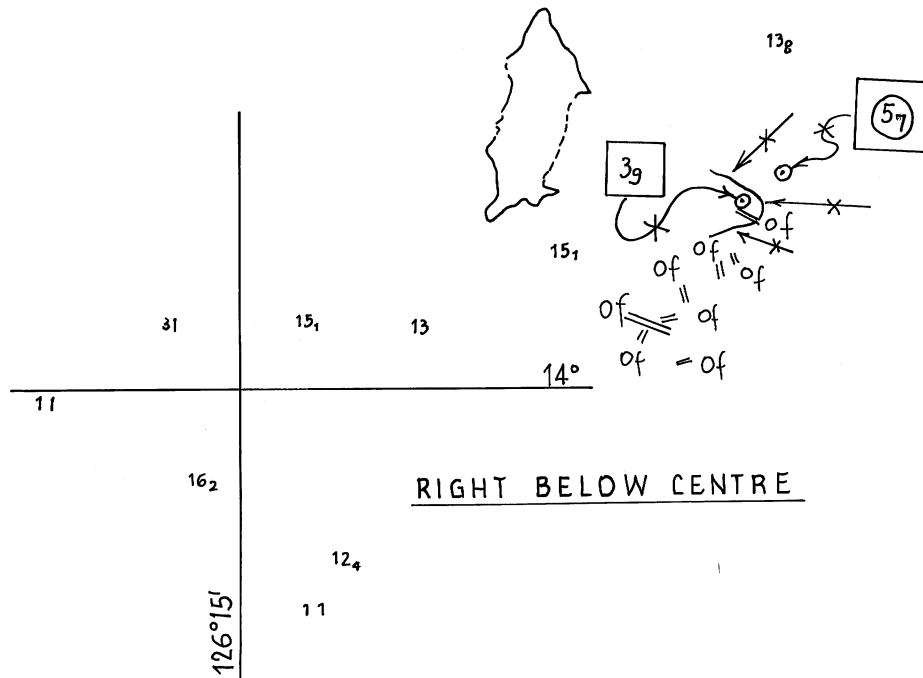 13₈
5₇
3₉
Of
15₁
Of
Of
Of
Of
Of
31
15₁
13
Of
Of
14°
11
16₂
RIGHT BELOW CENTRE
12₄
11
126°15'